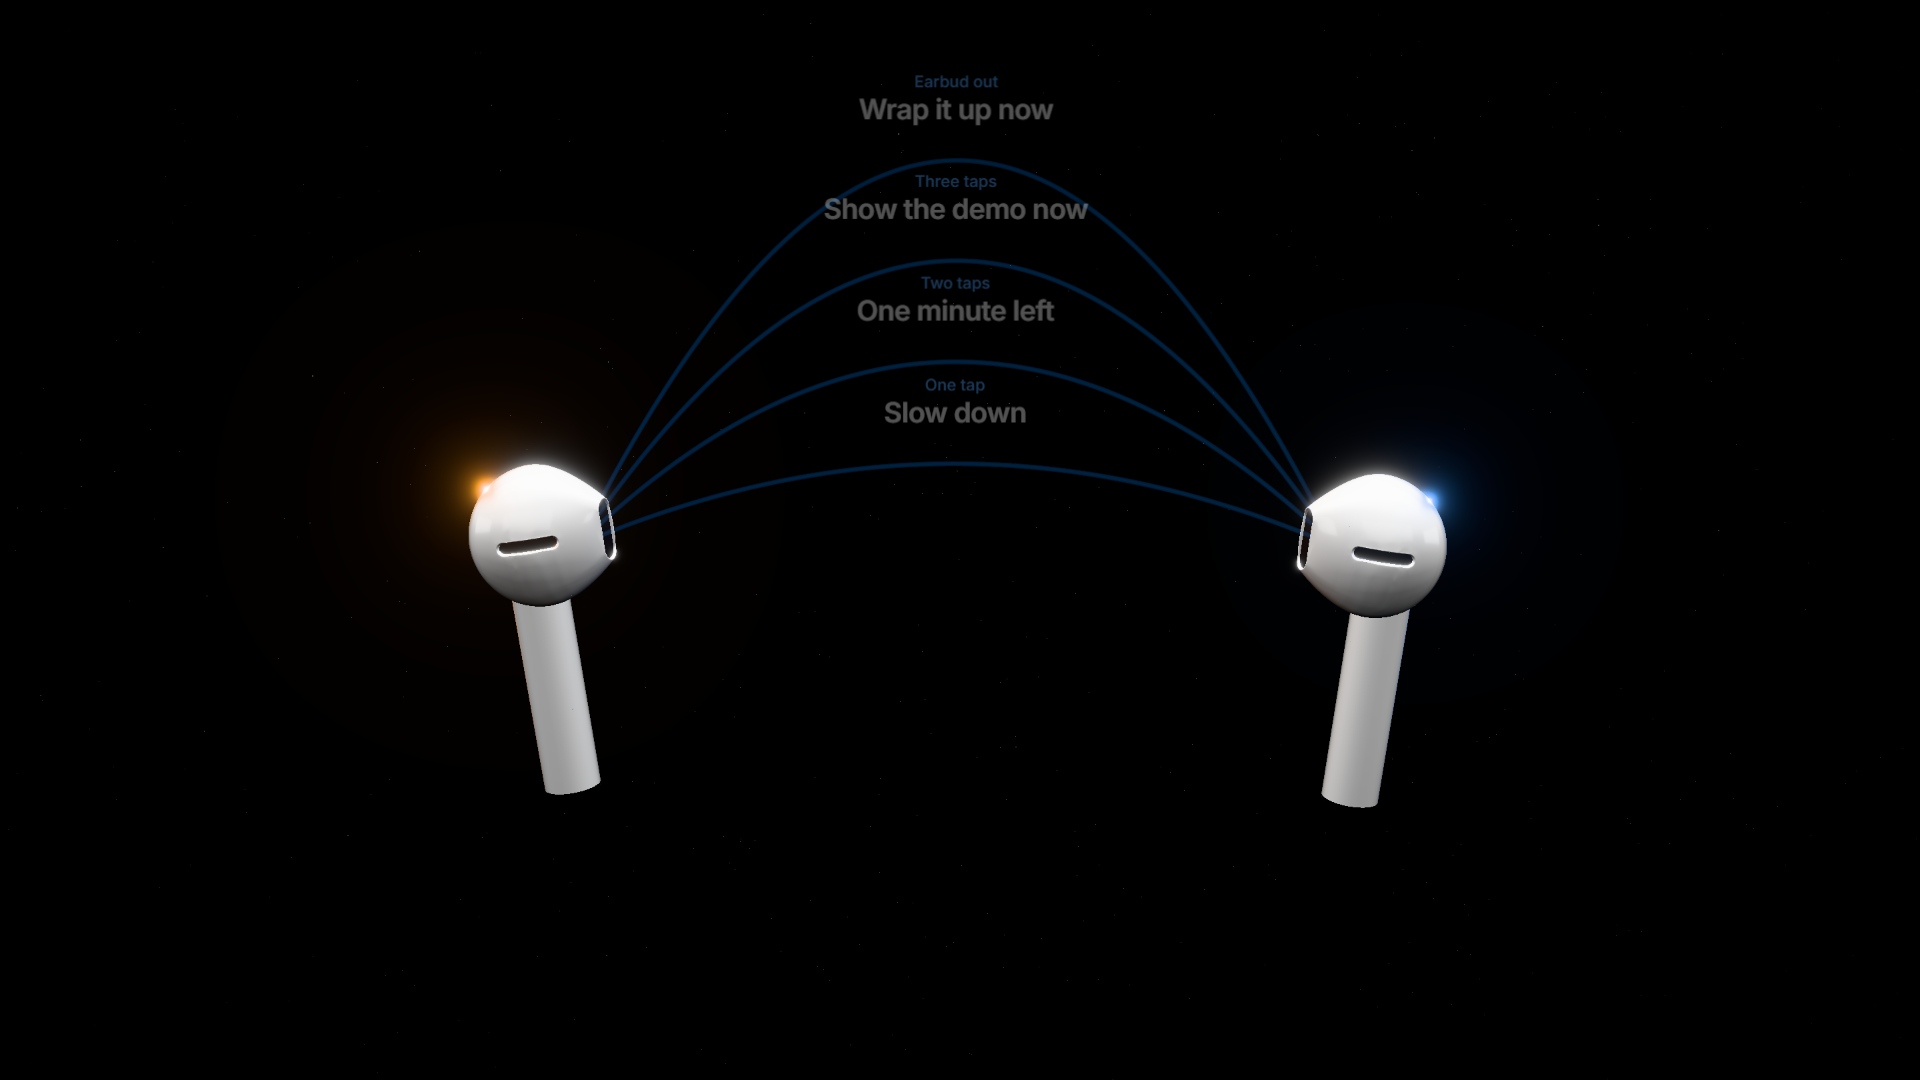 Earbud out
Wrap it up now
Three taps
Show the demo now
Two taps
One minute left
One tap
Slow down